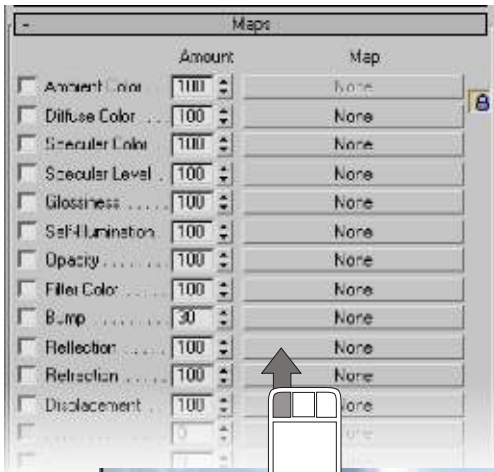 - Maps
Amount Map
Ambient Color 100 None
Diffuse Color . . . 100 None
Specular Color 100 None
Specular Level . 100 None
Glossiness . . . . . 100 None
Self-Illumination 100 None
Opacity . . . . . . . . 100 None
Filter Color 100 None
Bump . . . . . . . . . 30 None
Reflection . . . . . 100 None
Refraction . . . . . 100 None
Displacement . . 100 None
. . . . . . . . . . . 0